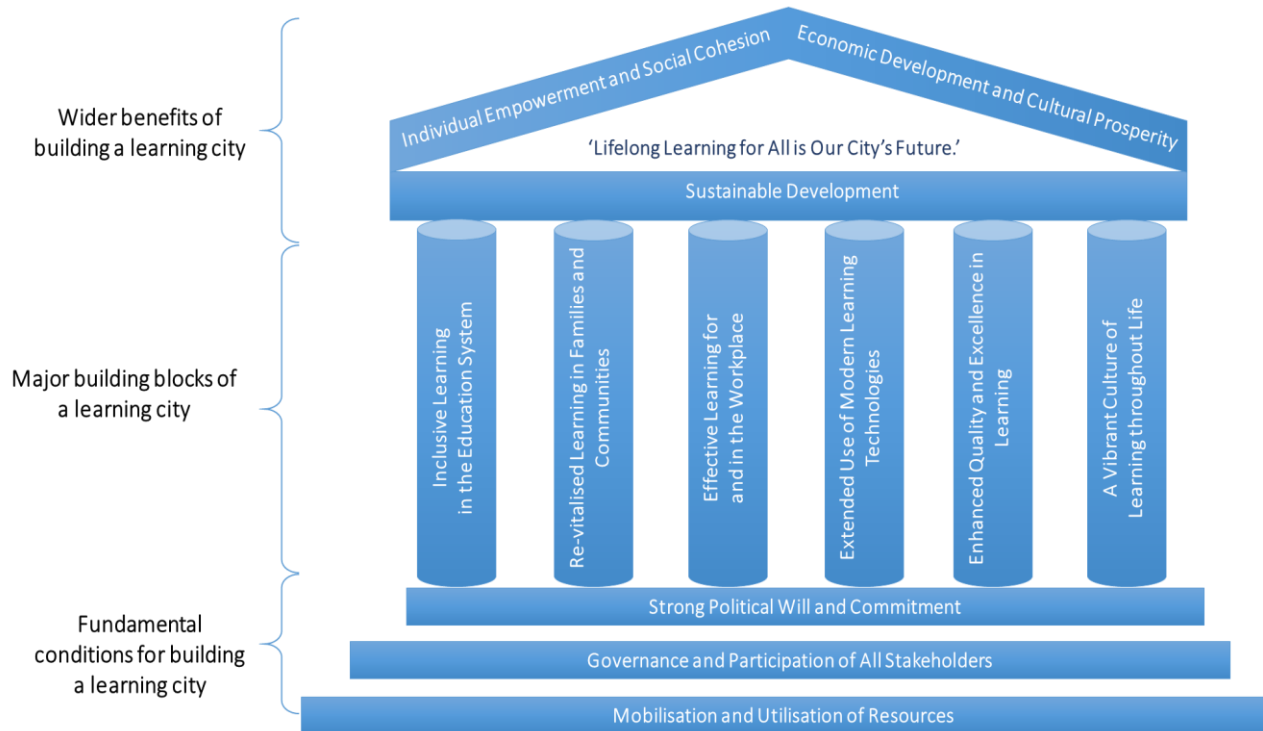 Wider benefits of
building a learning city
Individual Empowerment and Social Cohesion
Economic Development and Cultural Prosperity
‘Lifelong Learning for All is Our City’s Future.’
Sustainable Development
Major building blocks of
a learning city
Inclusive Learning
in the Education System
Re-vitalised Learning in Families and
Communities
Effective Learning for
and in the Workplace
Extended Use of Modern Learning
Technologies
Enhanced Quality and Excellence in
Learning
A Vibrant Culture of
Learning throughout Life
Fundamental
conditions for building
a learning city
Strong Political Will and Commitment
Governance and Participation of All Stakeholders
Mobilisation and Utilisation of Resources